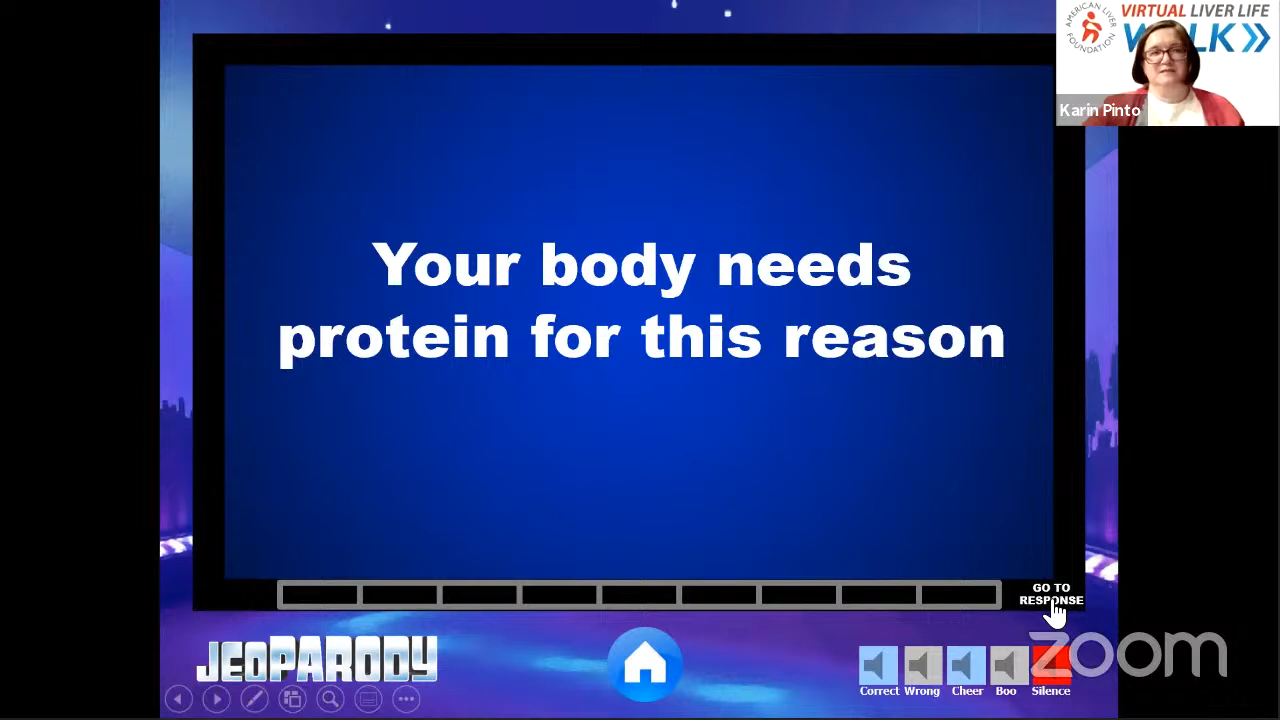 AMERICAN LIVER FOUNDATION
VIRTUAL LIVER LIFE
WALK
Karin Pinto
Your body needs
protein for this reason
GO TO
RESPONSE
JEOPARODY
zoom
Correct Wrong Cheer Boo Silence